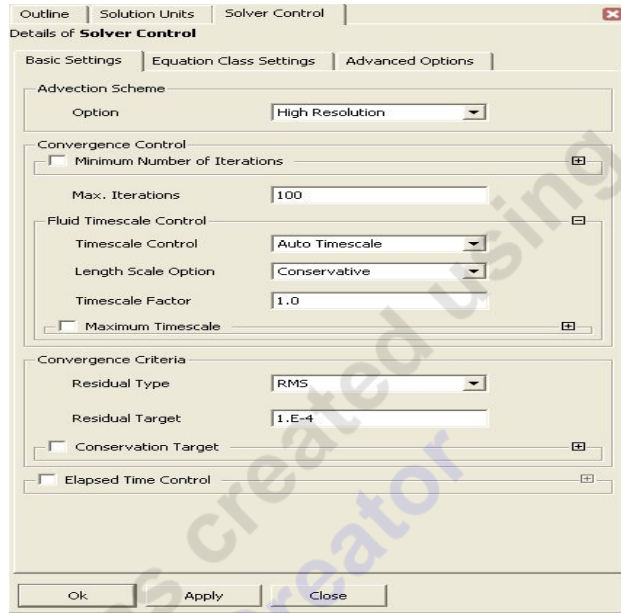 Outline Solution Units Solver Control
Details of Solver Control
Basic Settings Equation Class Settings Advanced Options
Advection Scheme
Option High Resolution
Convergence Control
Minimum Number of Iterations
Max. Iterations 100
Fluid Timescale Control
Timescale Control Auto Timescale
Length Scale Option Conservative
Timescale Factor 1.0
Maximum Timescale
Convergence Criteria
Residual Type RMS
Residual Target 1.E-4
Conservation Target
Elapsed Time Control
Ok Apply Close
s created using
creator